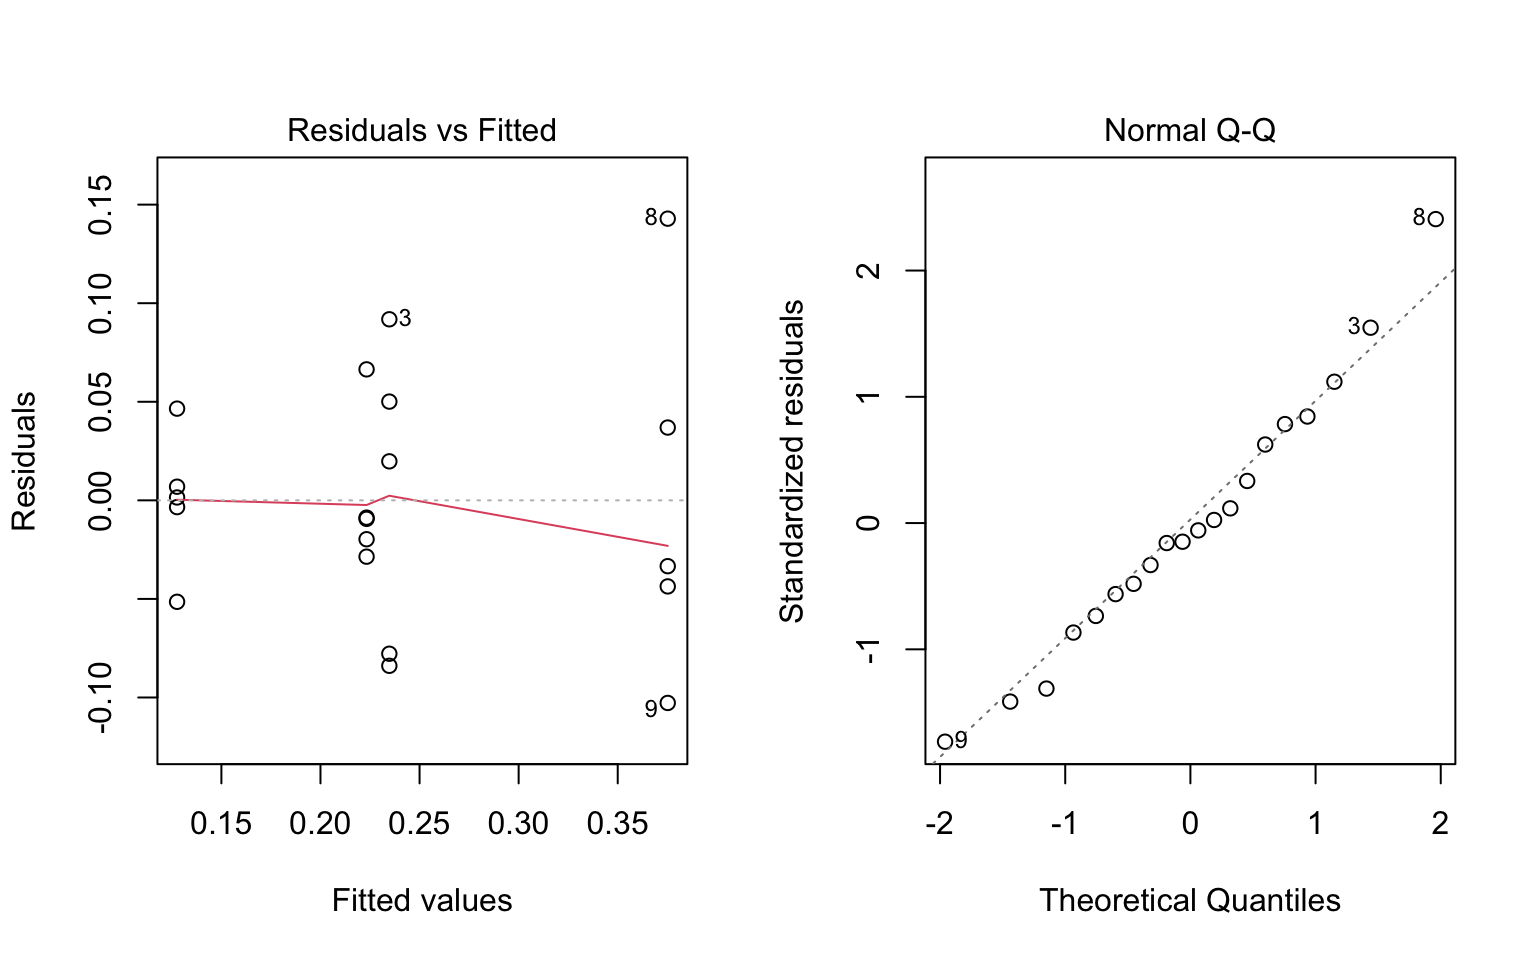 Residuals vs Fitted
Residuals
0.15
0.10
0.05
0.00
-0.10
8
3
9
0.15 0.20 0.25 0.30 0.35
Fitted values
Normal Q-Q
Standardized residuals
2
1
0
-1
8
3
9
-2 -1 0 1 2
Theoretical Quantiles